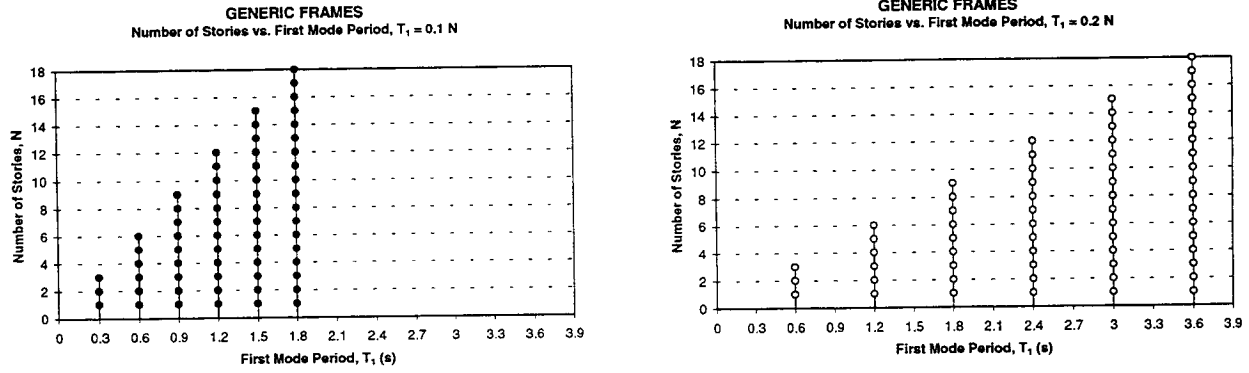 GENERIC FRAMES
Number of Stories vs. First Mode Period, T₁ = 0.1 N
Number of Stories, N
18
16
14
12
10
8
6
4
2
0
0 0.3 0.6 0.9 1.2 1.5 1.8 2.1 2.4 2.7 3 3.3 3.6 3.9
First Mode Period, T₁ (s)
GENERIC FRAMES
Number of Stories vs. First Mode Period, T₁ = 0.2 N
Number of Stories, N
18
16
14
12
10
8
6
4
2
0
0 0.3 0.6 0.9 1.2 1.5 1.8 2.1 2.4 2.7 3 3.3 3.6 3.9
First Mode Period, T₁ (s)